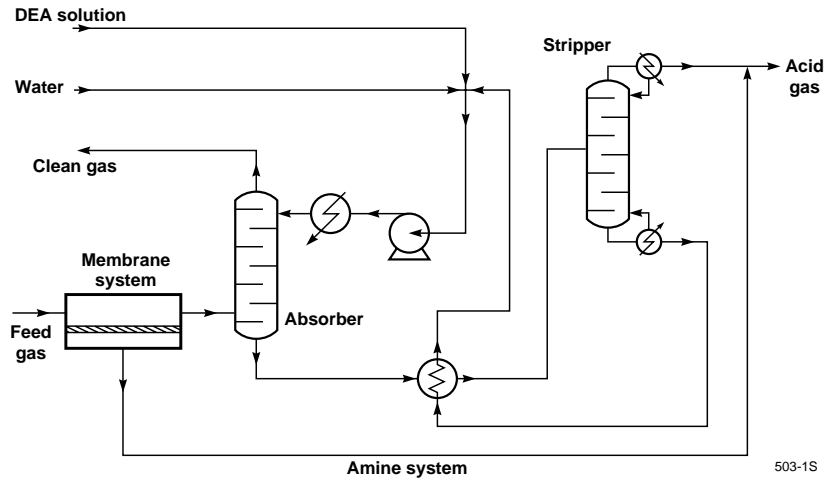 DEA solution
Stripper
Water
Acid
gas
Clean gas
Membrane
system
Absorber
Feed
gas
Amine system
503-1S